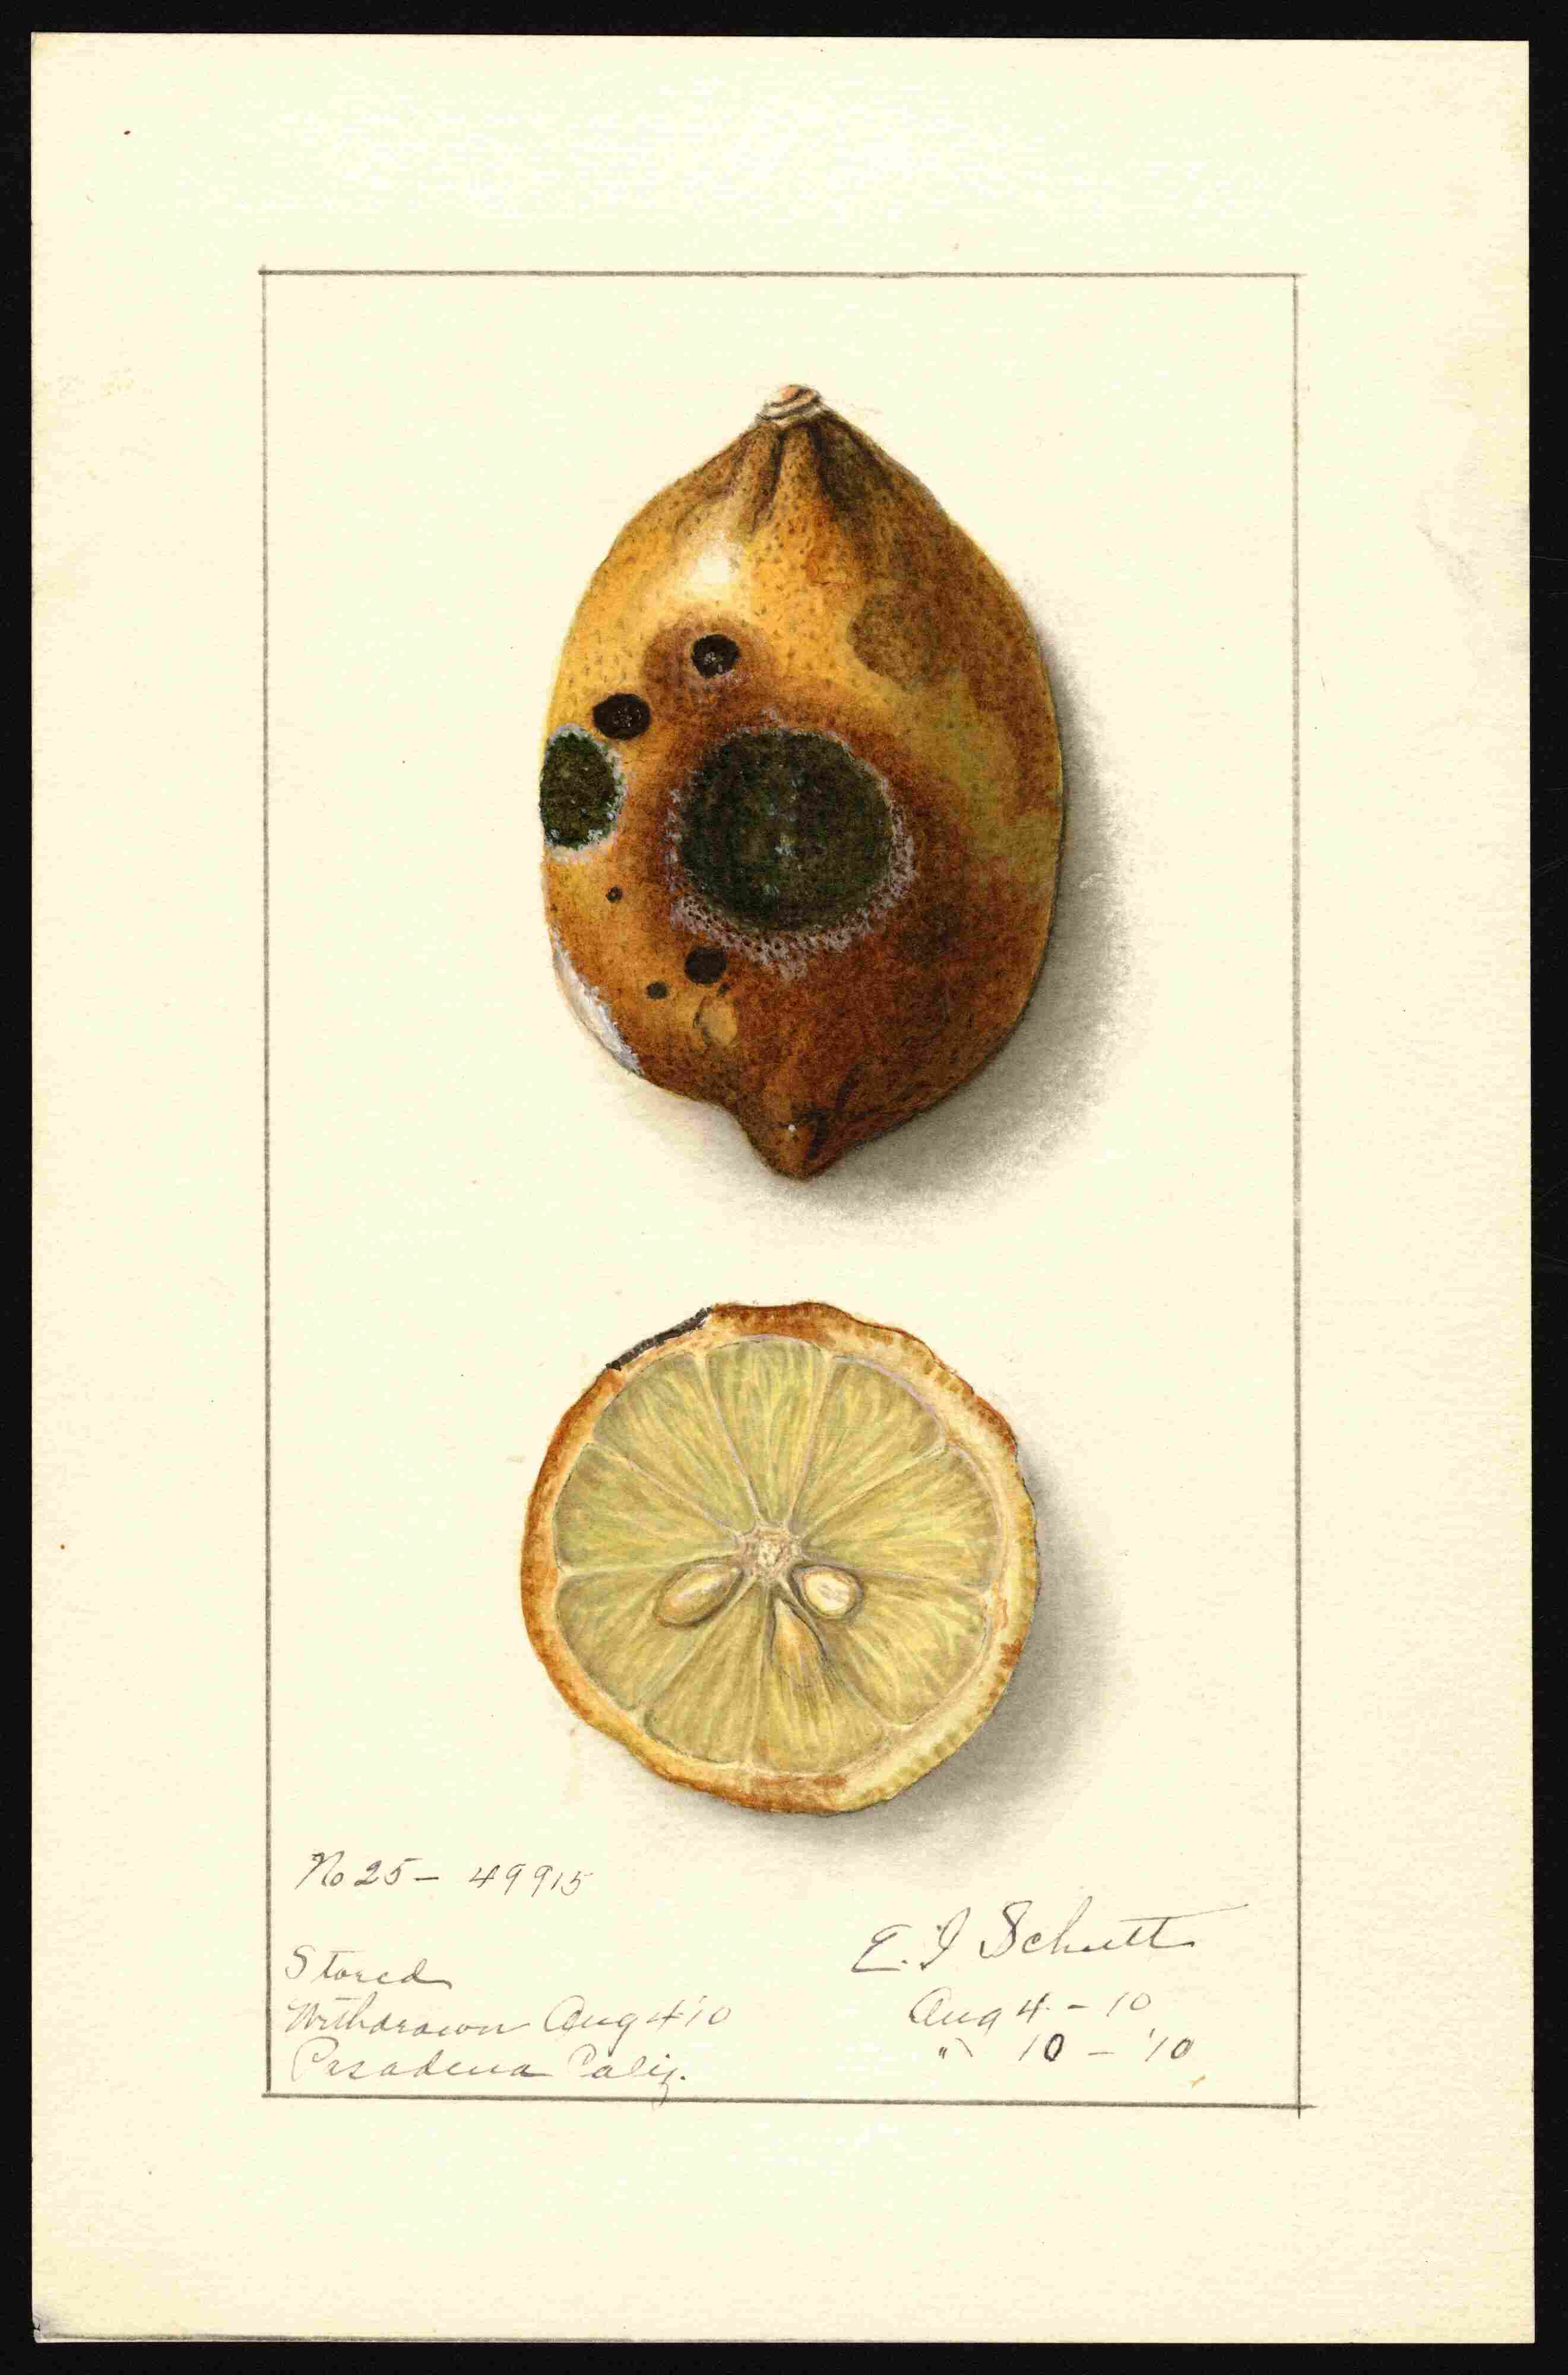 No 25 - 49915
Stored
Withdrawn Aug 4 '10
Pasadena Calif.
E. I Schutt
Aug 4 - 10
" 10 - '10